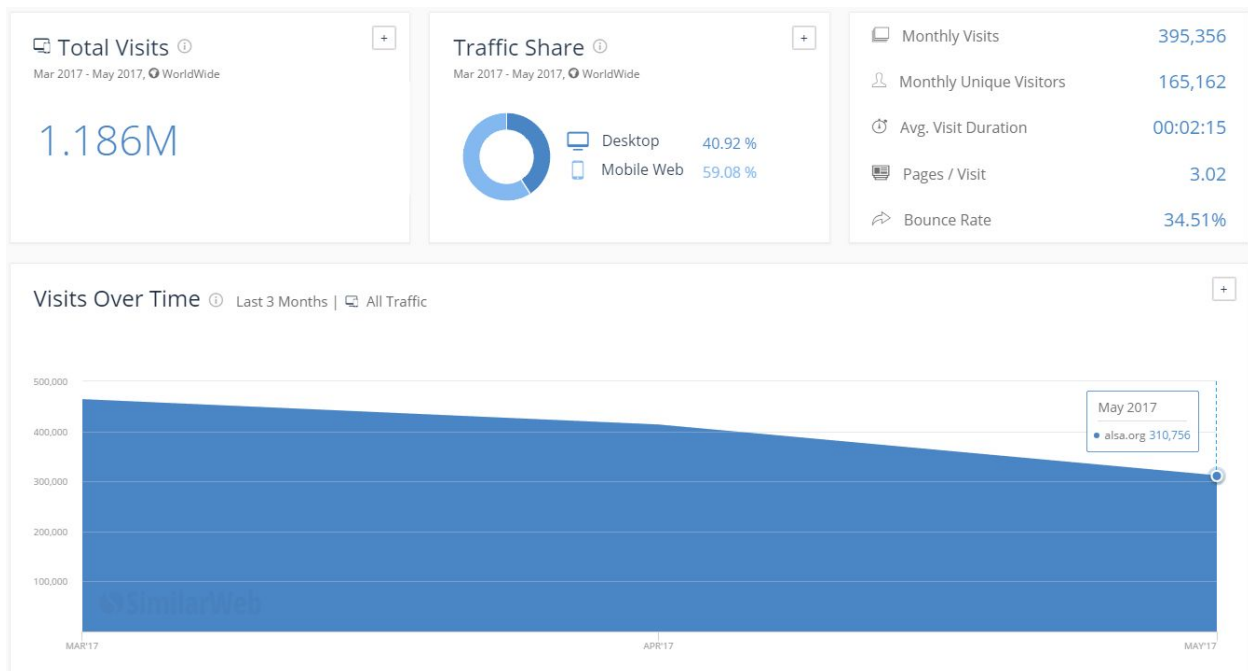 Total Visits
Mar 2017 - May 2017, WorldWide
1.186M
Traffic Share
Mar 2017 - May 2017, WorldWide
Desktop 40.92 %
Mobile Web 59.08 %
Monthly Visits 395,356
Monthly Unique Visitors 165,162
Avg. Visit Duration 00:02:15
Pages / Visit 3.02
Bounce Rate 34.51%
Visits Over Time Last 3 Months | All Traffic
500,000
400,000
300,000
200,000
100,000
May 2017
alsa.org 310,756
SimilarWeb
MAR'17 APR'17 MAY'17